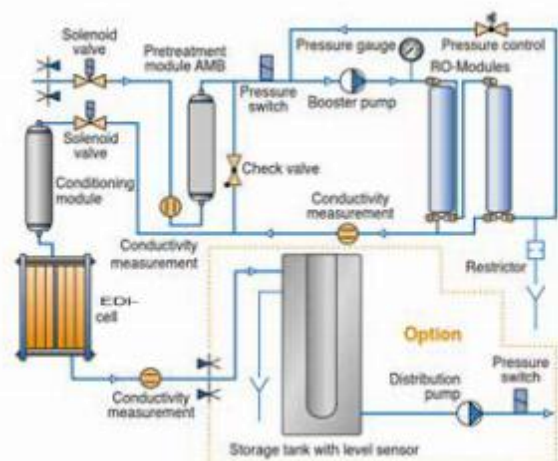 Solenoid
valve
Pretreatment
module AMB
Pressure gauge
Pressure control
RO-Modules
Pressure
switch
Booster pump
Solenoid
valve
Conditioning
module
Check valve
Conductivity
measurement
Conductivity
measurement
Restrictor
EDI-
cell
Option
Conductivity
measurement
Distribution
pump
Pressure
switch
Storage tank with level sensor